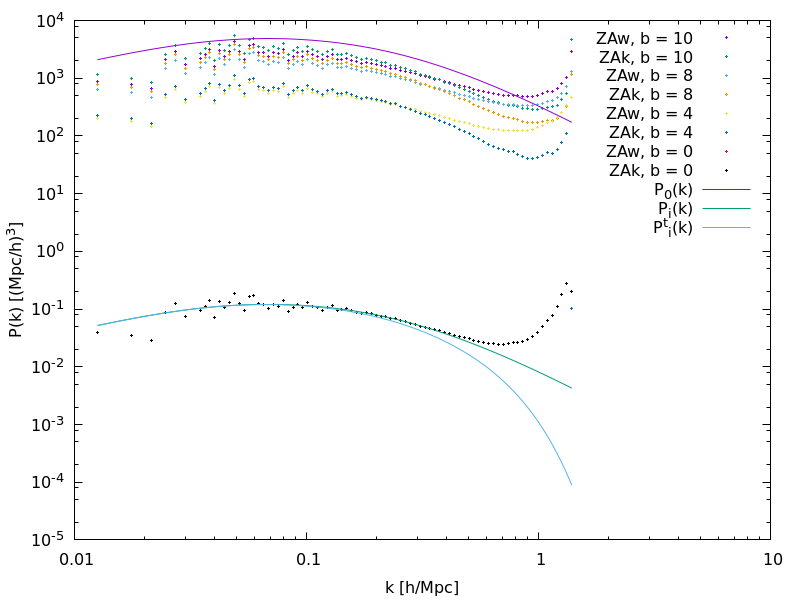 10^4
10^3
10^2
10^1
10^0
10^-1
10^-2
10^-3
10^-4
10^-5
P(k) [(Mpc/h)^3]
ZAw, b = 10
ZAk, b = 10
ZAw, b = 8
ZAk, b = 8
ZAw, b = 4
ZAk, b = 4
ZAw, b = 0
ZAk, b = 0
P_0(k)
P_i(k)
P^t_i(k)
0.01 0.1 1 10
k [h/Mpc]